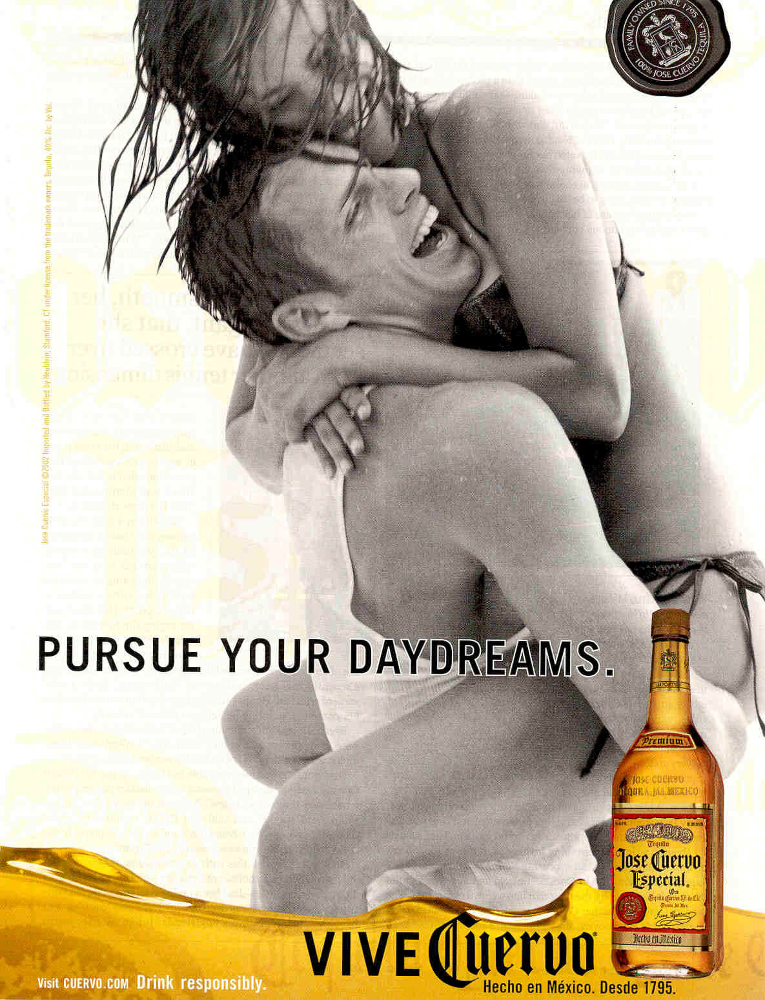 FAMILY OWNED SINCE 1795
100% JOSE CUERVO TEQUILA
Jose Cuervo Especial ©2002 Imported and Bottled by Heublein, Stamford, CT under license from the trademark owners. Tequila, 40% Alc. by Vol.
PURSUE YOUR DAYDREAMS.
IMPORTED
Premium
JOSE CUERVO
TEQUILA, JAL. MEXICO
Tequila
Jose Cuervo
Especial®
Oro
Jose Cuervo
Hecho en Mexico
VIVE Cuervo®
Hecho en México. Desde 1795.
Visit CUERVO.COM Drink responsibly.